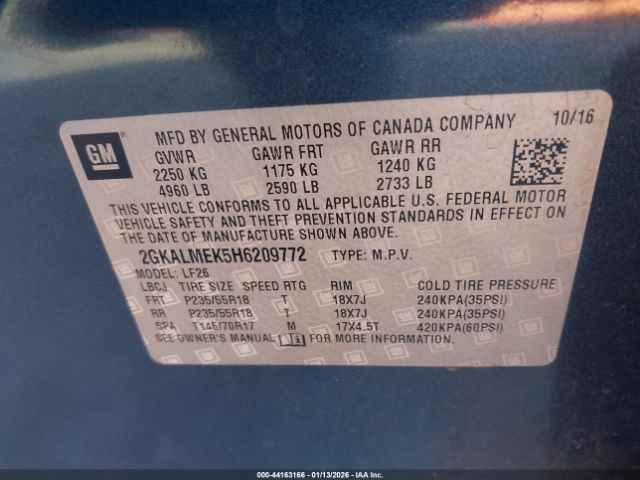 GM
MFD BY GENERAL MOTORS OF CANADA COMPANY 10/16
GVWR GAWR FRT GAWR RR
2250 KG 1175 KG 1240 KG
4960 LB 2590 LB 2733 LB
THIS VEHICLE CONFORMS TO ALL APPLICABLE U.S. FEDERAL MOTOR
VEHICLE SAFETY AND THEFT PREVENTION STANDARDS IN EFFECT ON
THE DATE OF MANUFACTURE SHOWN ABOVE.
2GKALMEK5H6209772 TYPE: M.P.V.
MODEL: LF26
LBCJ TIRE SIZE SPEED RTG RIM COLD TIRE PRESSURE
FRT P235/55R18 T 18X7J 240KPA(35PSI)
RR P235/55R18 T 18X7J 240KPA(35PSI)
SPA T145/70R17 M 17X4.5T 420KPA(60PSI)
SEE OWNER'S MANUAL FOR MORE INFORMATION.
000-44163166 - 01/13/2026 - IAA Inc.